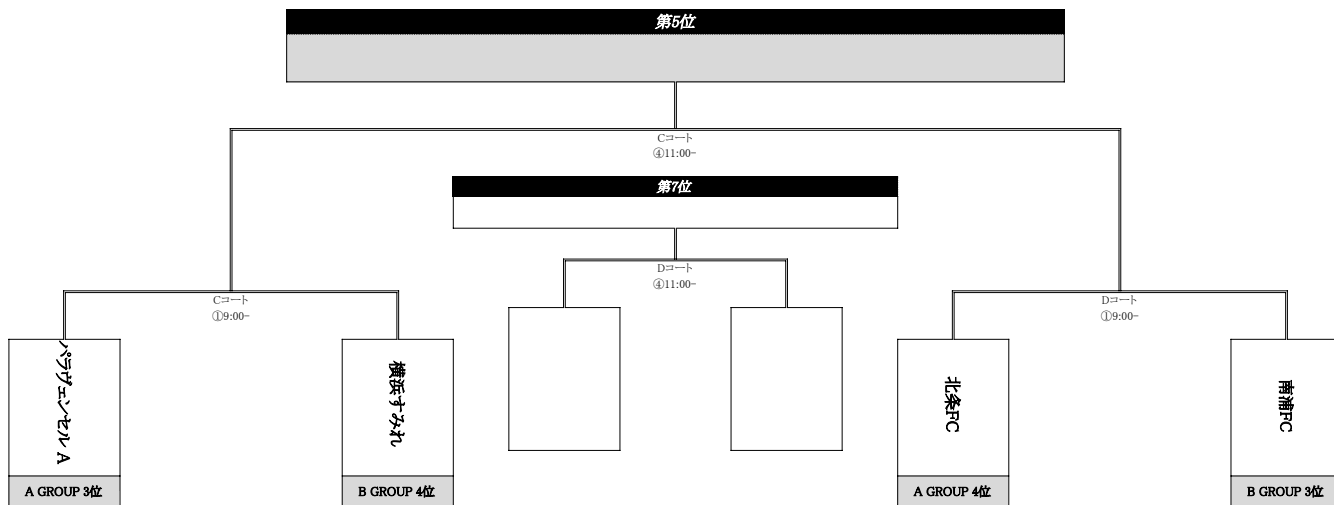 第5位
Cコート
④11:00-
第7位
Dコート
④11:00-
Cコート
①9:00-
Dコート
①9:00-
パラヴェンセル A
横浜すみれ
北条FC
南浦FC
A GROUP 3位
B GROUP 4位
A GROUP 4位
B GROUP 3位